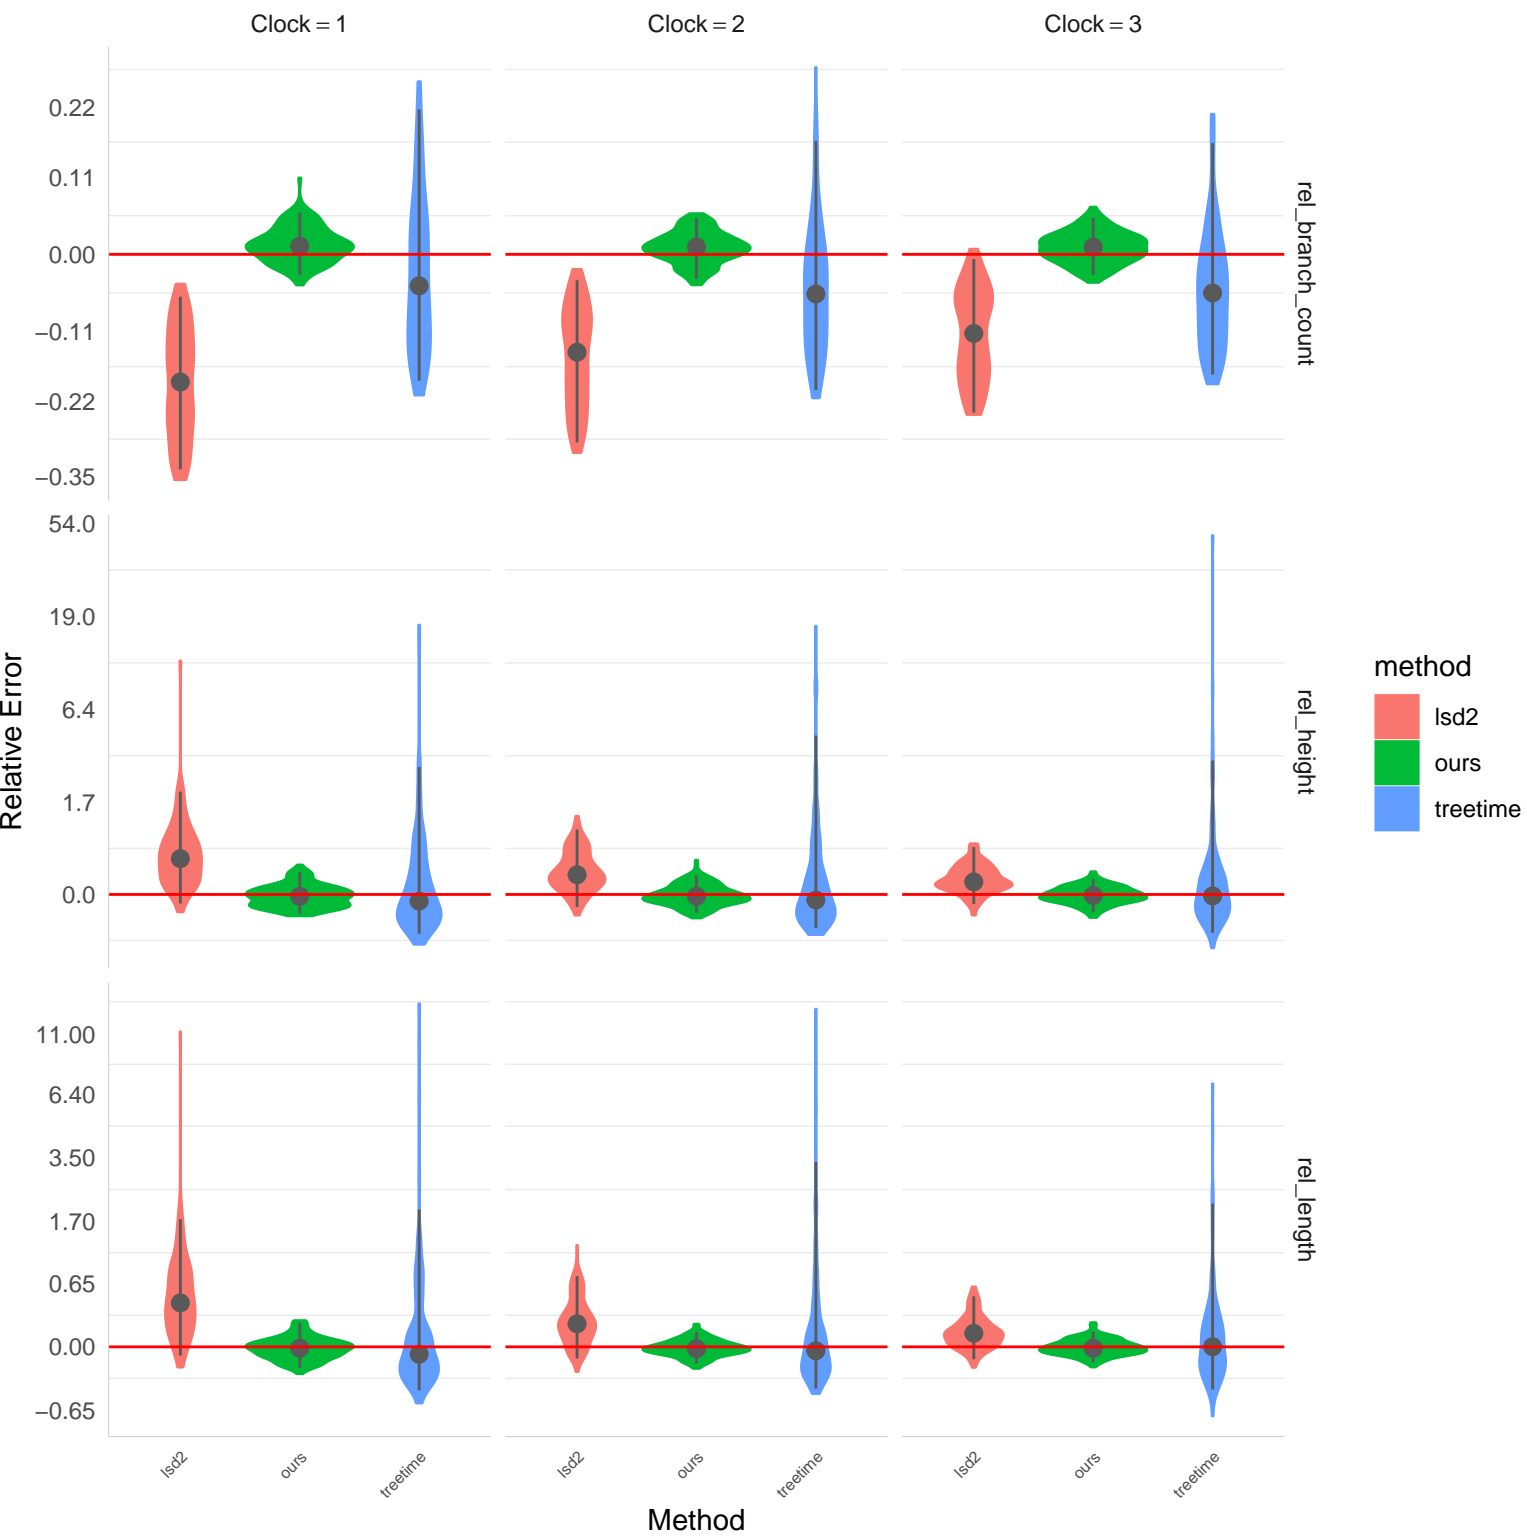 Clock = 1
Clock = 2
Clock = 3
0.22
0.11
0.00
−0.11
−0.22
−0.35
rel_branch_count
54.0
19.0
6.4
1.7
0.0
rel_height
11.00
6.40
3.50
1.70
0.65
0.00
−0.65
rel_length
Relative Error
lsd2
ours
treetime
lsd2
ours
treetime
lsd2
ours
treetime
Method
method
lsd2
ours
treetime